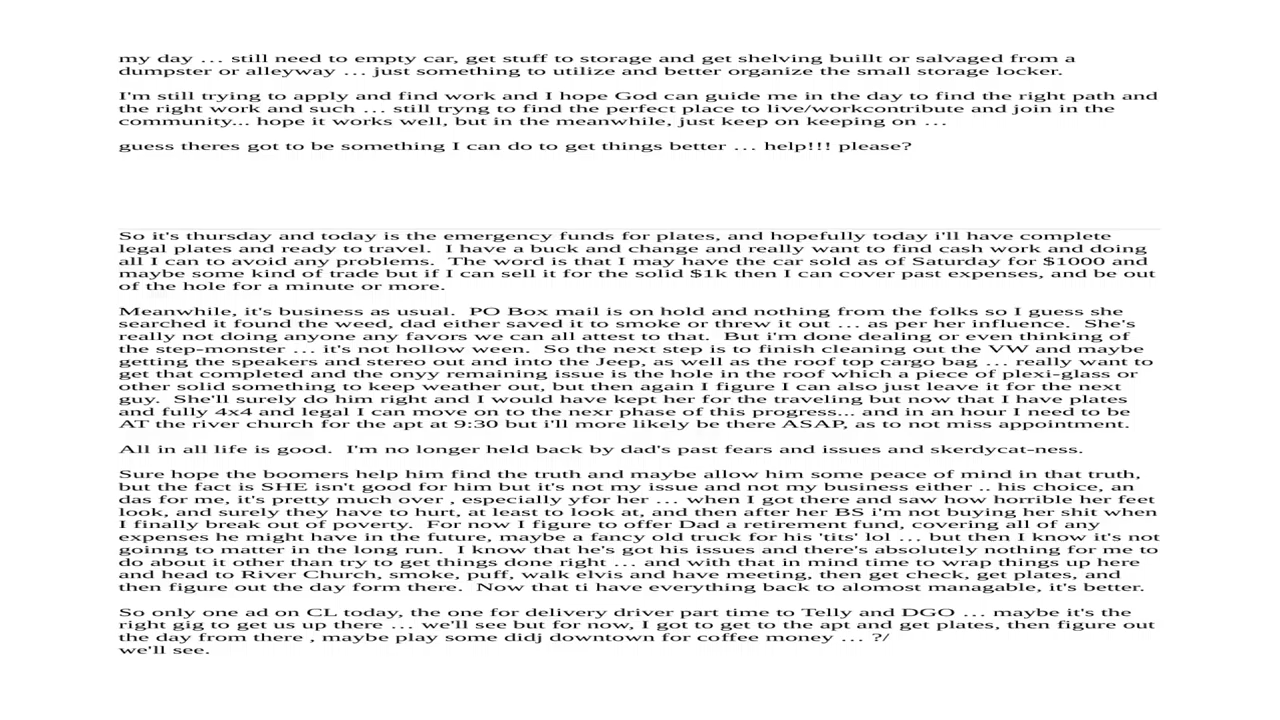 my day … still need to empty car, get stuff to storage and get shelving buillt or salvaged from a
dumpster or alleyway … just something to utilize and better organize the small storage locker.
I'm still trying to apply and find work and I hope God can guide me in the day to find the right path and
the right work and such … still tryng to find the perfect place to live/workcontribute and join in the
community... hope it works well, but in the meanwhile, just keep on keeping on …
guess theres got to be something I can do to get things better … help!!! please?
So it's thursday and today is the emergency funds for plates, and hopefully today i'll have complete
legal plates and ready to travel.  I have a buck and change and really want to find cash work and doing
all I can to avoid any problems.  The word is that I may have the car sold as of Saturday for $1000 and
maybe some kind of trade but if I can sell it for the solid $1k then I can cover past expenses, and be out
of the hole for a minute or more.
Meanwhile, it's business as usual.  PO Box mail is on hold and nothing from the folks so I guess she
searched it found the weed, dad either saved it to smoke or threw it out … as per her influence.  She's
really not doing anyone any favors we can all attest to that.  But i'm done dealing or even thinking of
the step-monster … it's not hollow ween.  So the next step is to finish cleaning out the VW and maybe
getting the speakers and stereo out and into the Jeep, as well as the roof top cargo bag … really want to
get that completed and the onyy remaining issue is the hole in the roof which a piece of plexi-glass or
other solid something to keep weather out, but then again I figure I can also just leave it for the next
guy.  She'll surely do him right and I would have kept her for the traveling but now that I have plates
and fully 4x4 and legal I can move on to the nexr phase of this progress... and in an hour I need to be
AT the river church for the apt at 9:30 but i'll more likely be there ASAP, as to not miss appointment.
All in all life is good.  I'm no longer held back by dad's past fears and issues and skerdycat-ness.
Sure hope the boomers help him find the truth and maybe allow him some peace of mind in that truth,
but the fact is SHE isn't good for him but it's not my issue and not my business either .. his choice, an
das for me, it's pretty much over , especially yfor her … when I got there and saw how horrible her feet
look, and surely they have to hurt, at least to look at, and then after her BS i'm not buying her shit when
I finally break out of poverty.  For now I figure to offer Dad a retirement fund, covering all of any
expenses he might have in the future, maybe a fancy old truck for his 'tits' lol … but then I know it's not
goinng to matter in the long run.  I know that he's got his issues and there's absolutely nothing for me to
do about it other than try to get things done right … and with that in mind time to wrap things up here
and head to River Church, smoke, puff, walk elvis and have meeting, then get check, get plates, and
then figure out the day form there.  Now that ti have everything back to alomost managable, it's better.
So only one ad on CL today, the one for delivery driver part time to Telly and DGO … maybe it's the
right gig to get us up there … we'll see but for now, I got to get to the apt and get plates, then figure out
the day from there , maybe play some didj downtown for coffee money … ?/
we'll see.